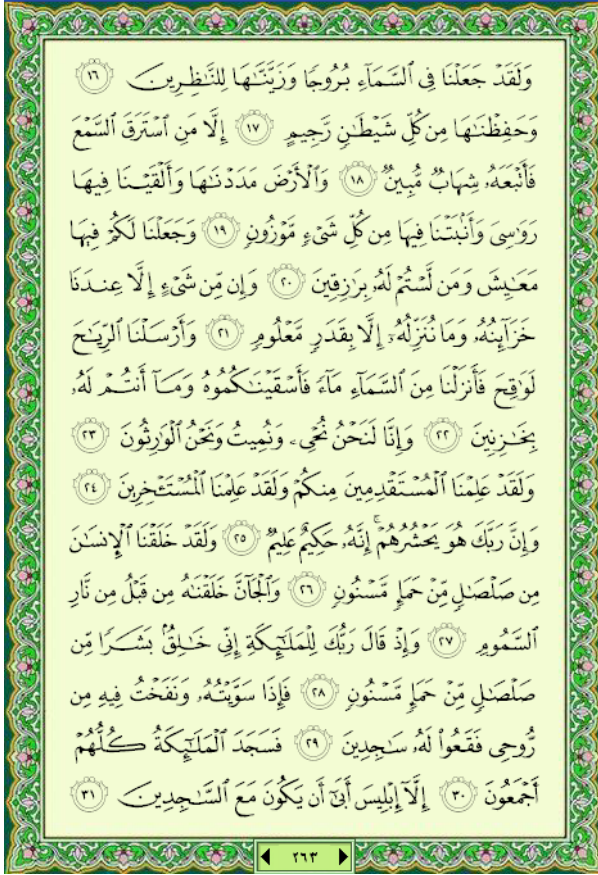 وَلَقَدْ جَعَلْنَا فِى ٱلسَّمَآءِ بُرُوجًا وَزَيَّنَّـٰهَا لِلنَّـٰظِرِينَ ١٦
وَحَفِظْنَـٰهَا مِن كُلِّ شَيْطَـٰنٍ رَّجِيمٍ ١٧ إِلَّا مَنِ ٱسْتَرَقَ ٱلسَّمْعَ
فَأَتْبَعَهُۥ شِهَابٌ مُّبِينٌ ١٨ وَٱلْأَرْضَ مَدَدْنَـٰهَا وَأَلْقَيْنَا فِيهَا
رَوَٰسِىَ وَأَنۢبَتْنَا فِيهَا مِن كُلِّ شَىْءٍ مَّوْزُونٍ ١٩ وَجَعَلْنَا لَكُمْ فِيهَا
مَعَـٰيِشَ وَمَن لَّسْتُمْ لَهُۥ بِرَٰزِقِينَ ٢٠ وَإِن مِّن شَىْءٍ إِلَّا عِندَنَا
خَزَآئِنُهُۥ وَمَا نُنَزِّلُهُۥٓ إِلَّا بِقَدَرٍ مَّعْلُومٍ ٢١ وَأَرْسَلْنَا ٱلرِّيَـٰحَ
لَوَٰقِحَ فَأَنزَلْنَا مِنَ ٱلسَّمَآءِ مَآءً فَأَسْقَيْنَـٰكُمُوهُ وَمَآ أَنتُمْ لَهُۥ
بِخَـٰزِنِينَ ٢٢ وَإِنَّا لَنَحْنُ نُحْىِۦ وَنُمِيتُ وَنَحْنُ ٱلْوَٰرِثُونَ ٢٣
وَلَقَدْ عَلِمْنَا ٱلْمُسْتَقْدِمِينَ مِنكُمْ وَلَقَدْ عَلِمْنَا ٱلْمُسْتَـْٔخِرِينَ ٢٤
وَإِنَّ رَبَّكَ هُوَ يَحْشُرُهُمْ ۚ إِنَّهُۥ حَكِيمٌ عَلِيمٌ ٢٥ وَلَقَدْ خَلَقْنَا ٱلْإِنسَـٰنَ
مِن صَلْصَـٰلٍ مِّنْ حَمَإٍ مَّسْنُونٍ ٢٦ وَٱلْجَآنَّ خَلَقْنَـٰهُ مِن قَبْلُ مِن نَّارِ
ٱلسَّمُومِ ٢٧ وَإِذْ قَالَ رَبُّكَ لِلْمَلَـٰٓئِكَةِ إِنِّى خَـٰلِقٌۢ بَشَرًا مِّن
صَلْصَـٰلٍ مِّنْ حَمَإٍ مَّسْنُونٍ ٢٨ فَإِذَا سَوَّيْتُهُۥ وَنَفَخْتُ فِيهِ مِن
رُّوحِى فَقَعُوا۟ لَهُۥ سَـٰجِدِينَ ٢٩ فَسَجَدَ ٱلْمَلَـٰٓئِكَةُ كُلُّهُمْ
أَجْمَعُونَ ٣٠ إِلَّآ إِبْلِيسَ أَبَىٰٓ أَن يَكُونَ مَعَ ٱلسَّـٰجِدِينَ ٣١
٢٦٣